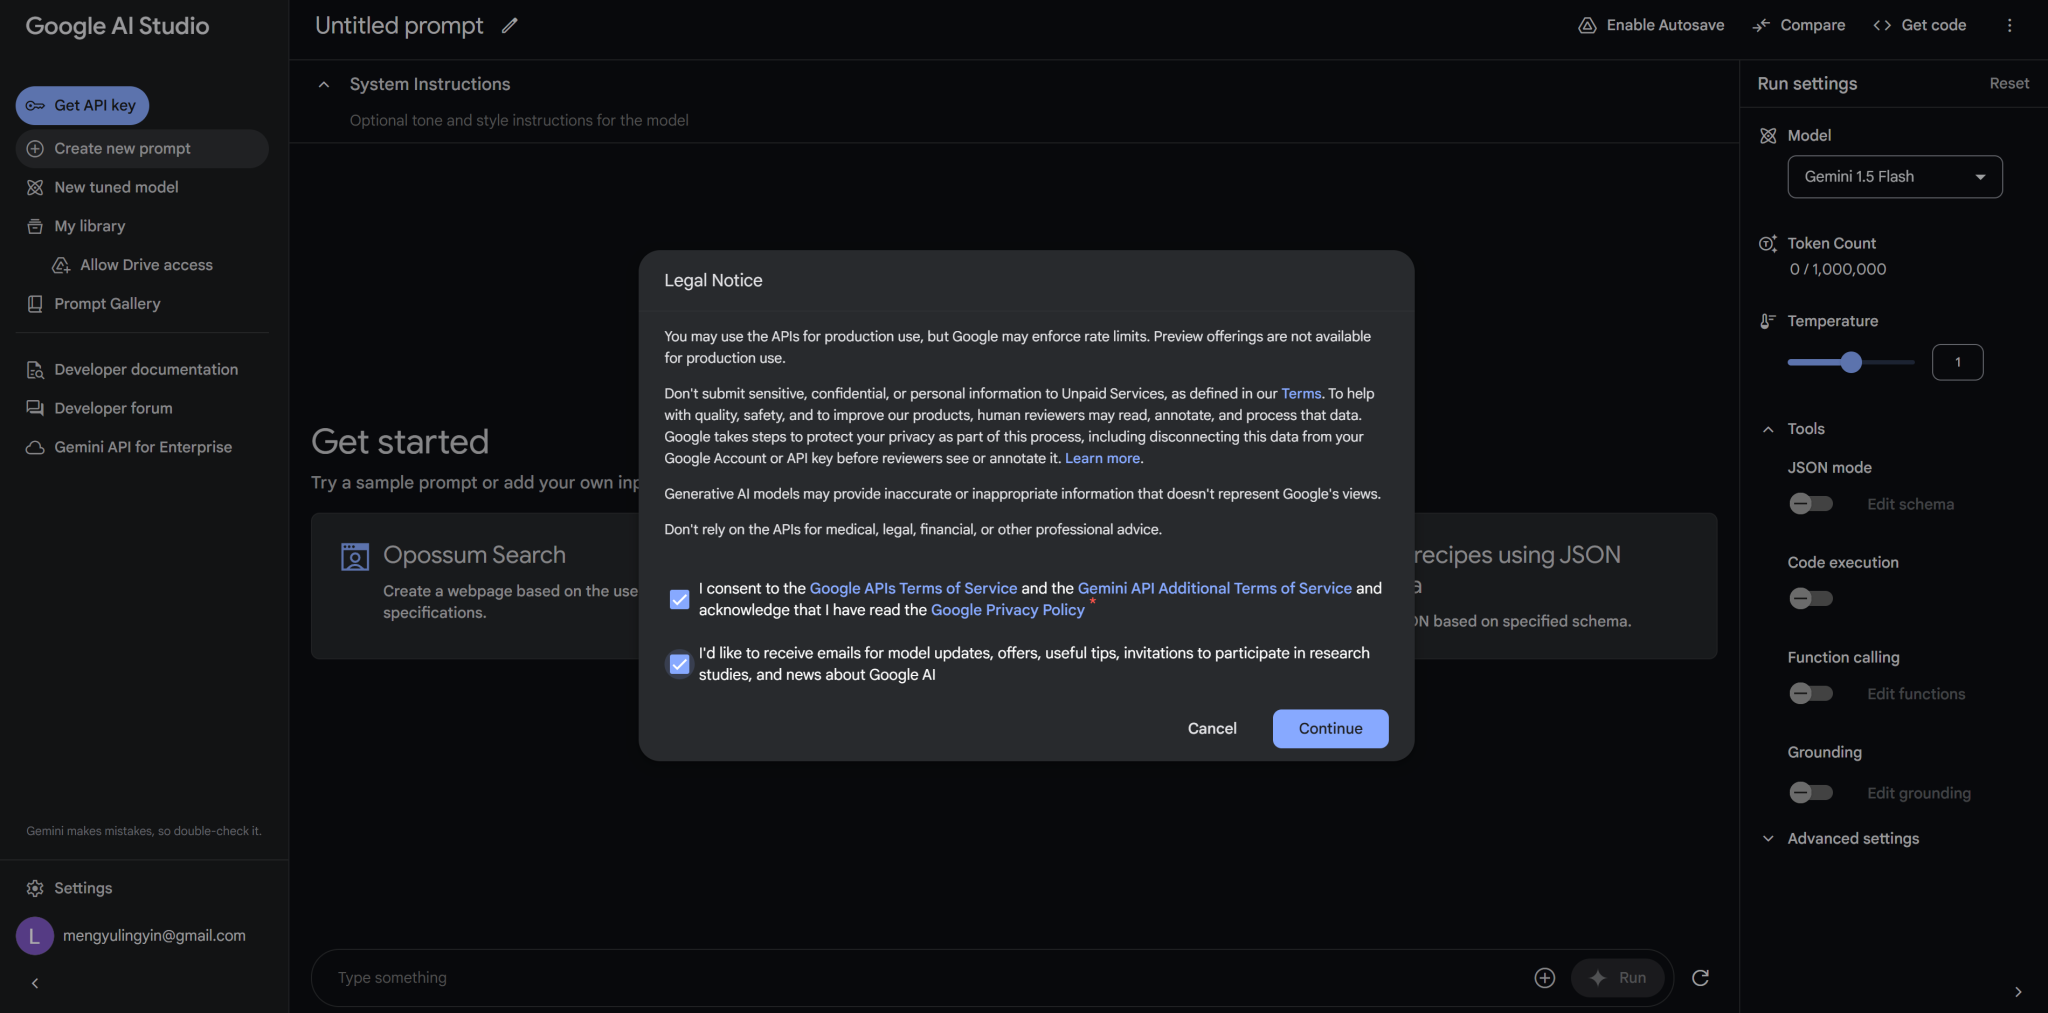 Google AI Studio
Get API key
Create new prompt
New tuned model
My library
Allow Drive access
Prompt Gallery
Developer documentation
Developer forum
Gemini API for Enterprise
Gemini makes mistakes, so double-check it.
Settings
L
mengyulingyin@gmail.com
Untitled prompt
Enable Autosave
Compare
Get code
System Instructions
Optional tone and style instructions for the model
Get started
Try a sample prompt or add your own inp
Opossum Search
Create a webpage based on the use
specifications.
recipes using JSON
a
ON based on specified schema.
Legal Notice
You may use the APIs for production use, but Google may enforce rate limits. Preview offerings are not available
for production use.
Don't submit sensitive, confidential, or personal information to Unpaid Services, as defined in our Terms. To help
with quality, safety, and to improve our products, human reviewers may read, annotate, and process that data.
Google takes steps to protect your privacy as part of this process, including disconnecting this data from your
Google Account or API key before reviewers see or annotate it. Learn more.
Generative AI models may provide inaccurate or inappropriate information that doesn't represent Google's views.
Don't rely on the APIs for medical, legal, financial, or other professional advice.
I consent to the Google APIs Terms of Service and the Gemini API Additional Terms of Service and
acknowledge that I have read the Google Privacy Policy *
I'd like to receive emails for model updates, offers, useful tips, invitations to participate in research
studies, and news about Google AI
Cancel
Continue
Type something
Run
Run settings
Reset
Model
Gemini 1.5 Flash
Token Count
0 / 1,000,000
Temperature
1
Tools
JSON mode
Edit schema
Code execution
Function calling
Edit functions
Grounding
Edit grounding
Advanced settings